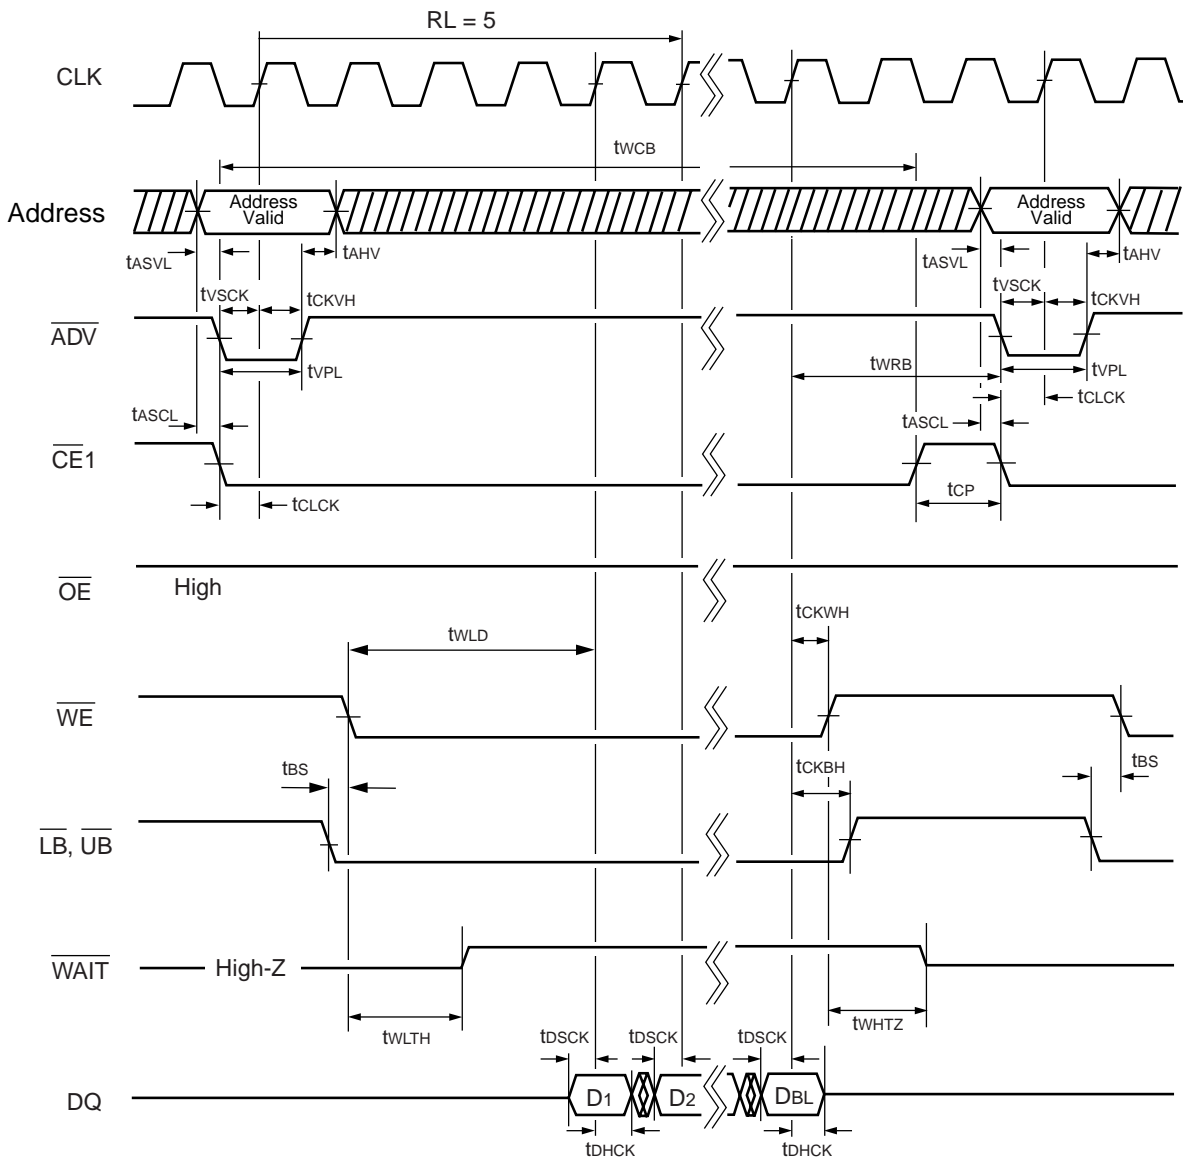 RL = 5
CLK
tWCB
Address
Address Valid
Address Valid
tASVL
tAHV
tASVL
tAHV
tVSCK
tCKVH
tVSCK
tCKVH
ADV
tVPL
tWRB
tVPL
tASCL
tCLCK
tASCL
CE1
tCLCK
tCP
OE
High
tCKWH
tWLD
WE
tBS
tCKBH
tBS
LB, UB
WAIT
High-Z
tWLTH
tWHTZ
tDSCK
tDSCK
tDSCK
DQ
D1
D2
DBL
tDHCK
tDHCK